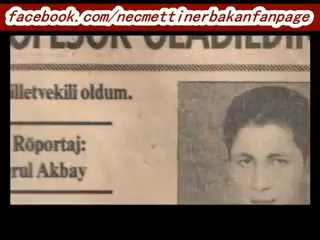 facebook.com/necmettinerbakanfanpage
illetvekili oldum.
Röportaj:
rul Akbay